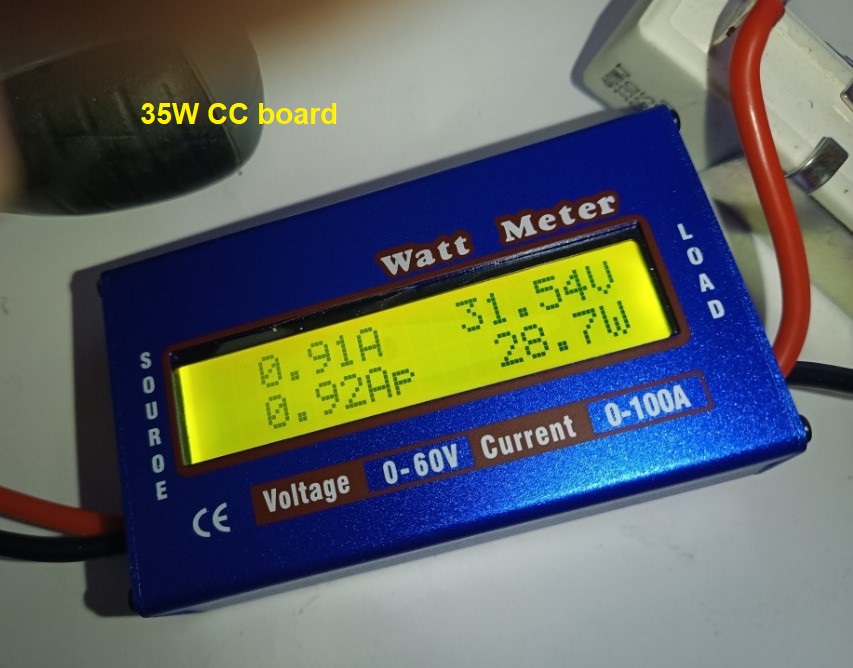 35W CC board
Watt Meter
LOAD
0.91A 31.54V
0.92Ap 28.7W
SOUROE
Voltage 0-60V Current 0-100A
CE